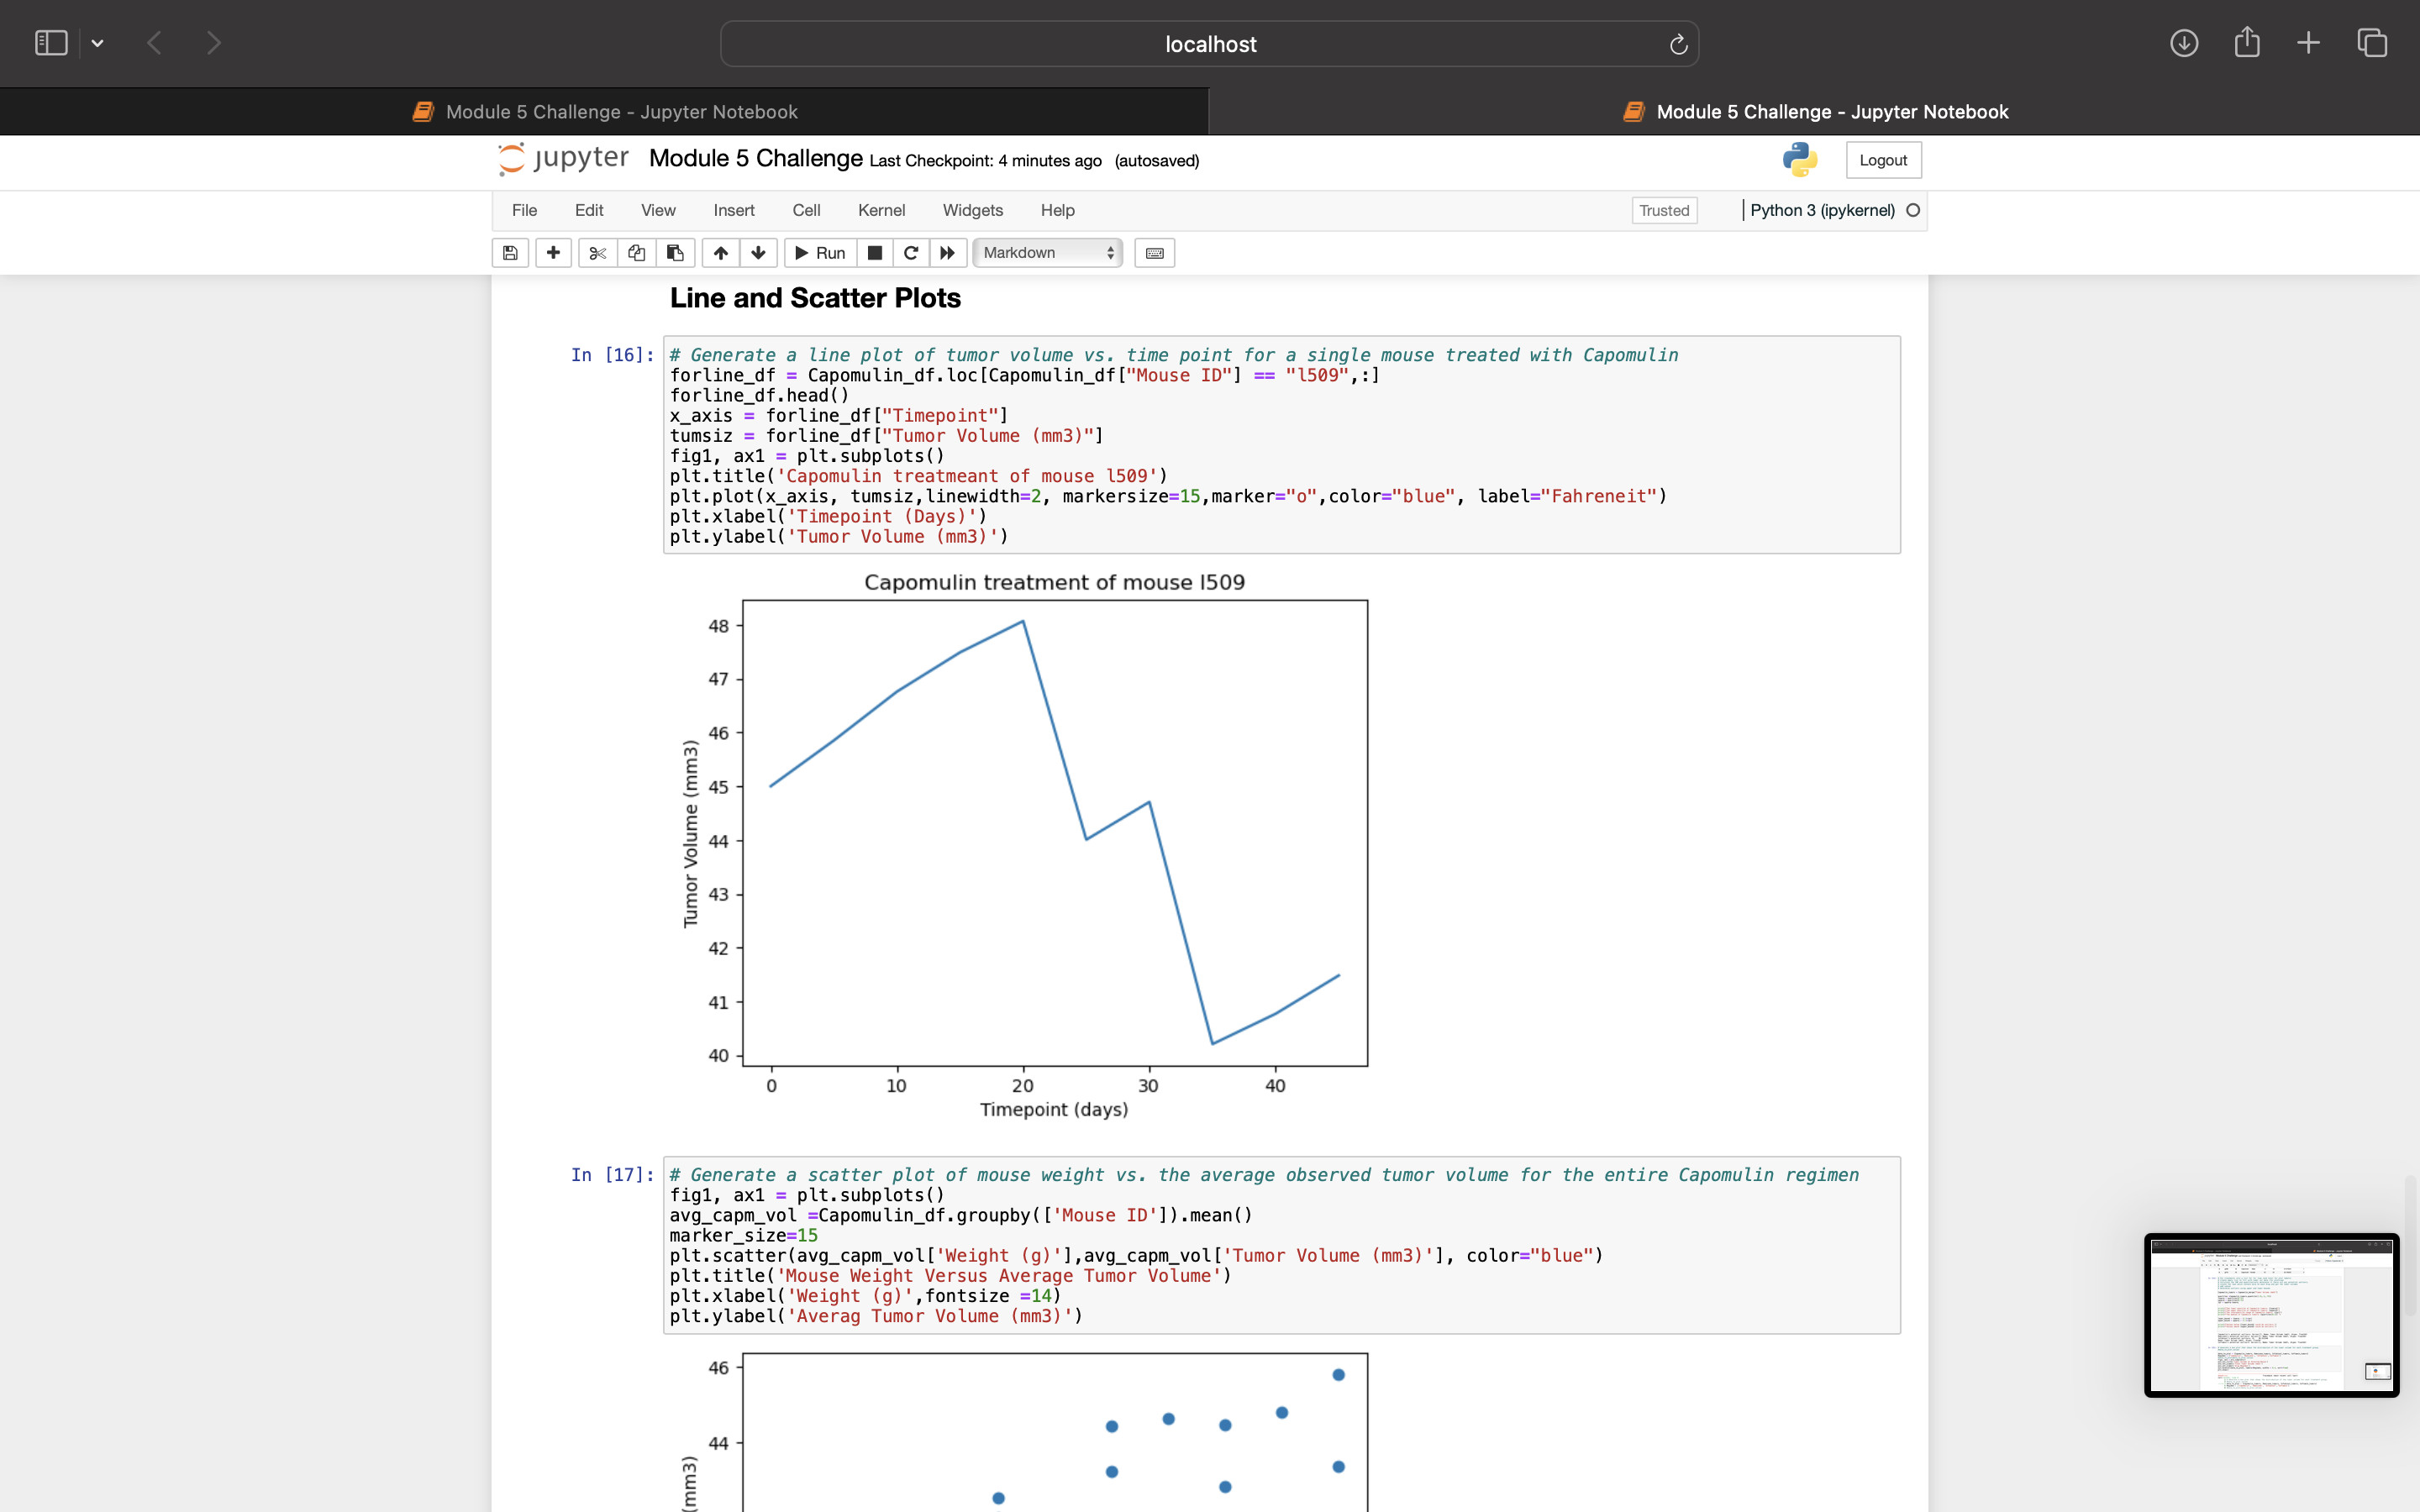 localhost
Module 5 Challenge - Jupyter Notebook
Module 5 Challenge - Jupyter Notebook
jupyter Module 5 Challenge Last Checkpoint: 4 minutes ago (autosaved)
Logout
File Edit View Insert Cell Kernel Widgets Help
Trusted
Python 3 (ipykernel)
Run
Markdown
Line and Scatter Plots
In [16]:
# Generate a line plot of tumor volume vs. time point for a single mouse treated with Capomulin
forline_df = Capomulin_df.loc[Capomulin_df["Mouse ID"] == "l509",:]
forline_df.head()
x_axis = forline_df["Timepoint"]
tumsiz = forline_df["Tumor Volume (mm3)"]
fig1, ax1 = plt.subplots()
plt.title('Capomulin treatmeant of mouse l509')
plt.plot(x_axis, tumsiz,linewidth=2, markersize=15,marker="o",color="blue", label="Fahreneit")
plt.xlabel('Timepoint (Days)')
plt.ylabel('Tumor Volume (mm3)')
Capomulin treatment of mouse l509
48
47
46
45
44
43
42
41
40
Tumor Volume (mm3)
0 10 20 30 40
Timepoint (days)
In [17]:
# Generate a scatter plot of mouse weight vs. the average observed tumor volume for the entire Capomulin regimen
fig1, ax1 = plt.subplots()
avg_capm_vol =Capomulin_df.groupby(['Mouse ID']).mean()
marker_size=15
plt.scatter(avg_capm_vol['Weight (g)'],avg_capm_vol['Tumor Volume (mm3)'], color="blue")
plt.title('Mouse Weight Versus Average Tumor Volume')
plt.xlabel('Weight (g)',fontsize =14)
plt.ylabel('Averag Tumor Volume (mm3)')
46
44
(mm3)